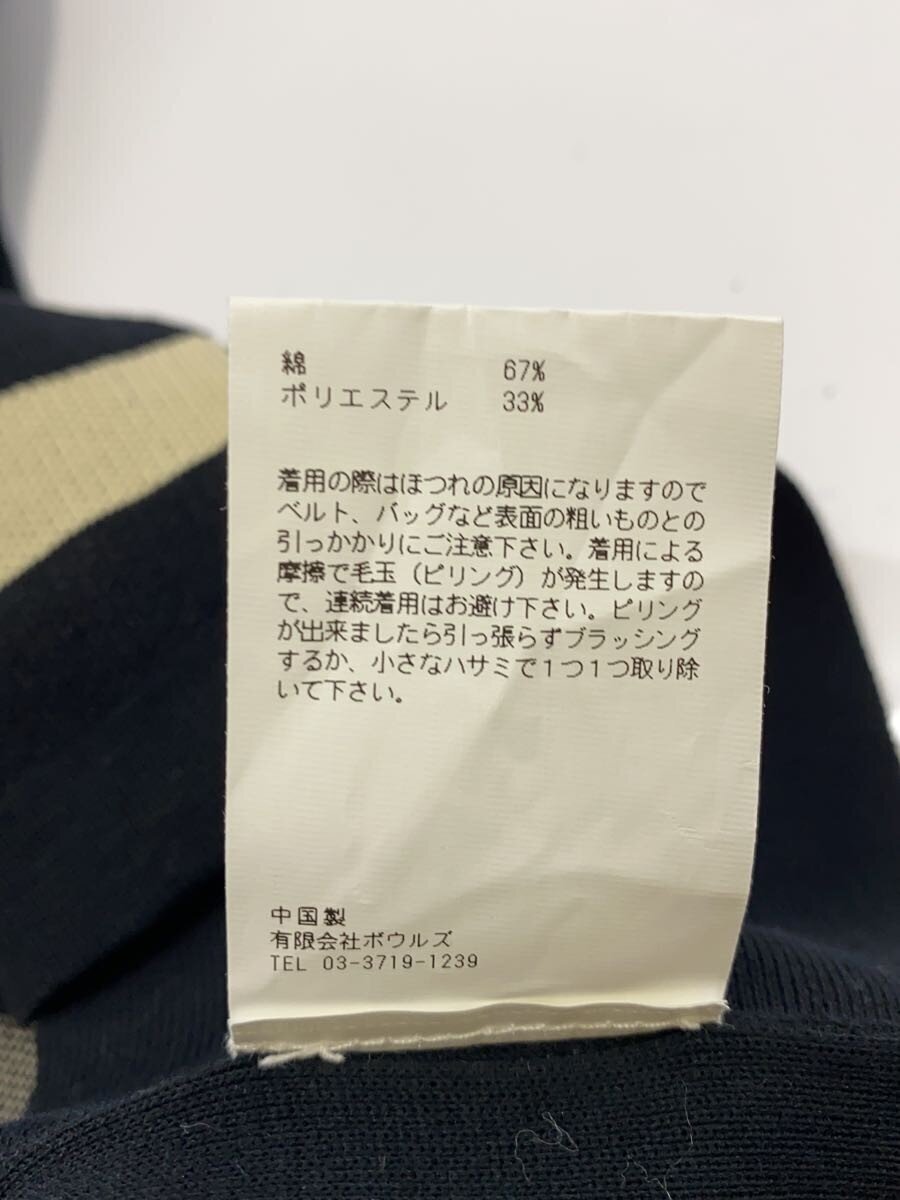 綿 67%
ポリエステル 33%
着用の際はほつれの原因になりますので
ベルト、バッグなど表面の粗いものとの
引っかかりにご注意下さい。着用による
摩擦で毛玉（ピリング）が発生しますの
で、連続着用はお避け下さい。ピリング
が出来ましたら引っ張らずブラッシング
するか、小さなハサミで１つ１つ取り除
いて下さい。
中国製
有限会社ボウルズ
TEL 03-3719-1239